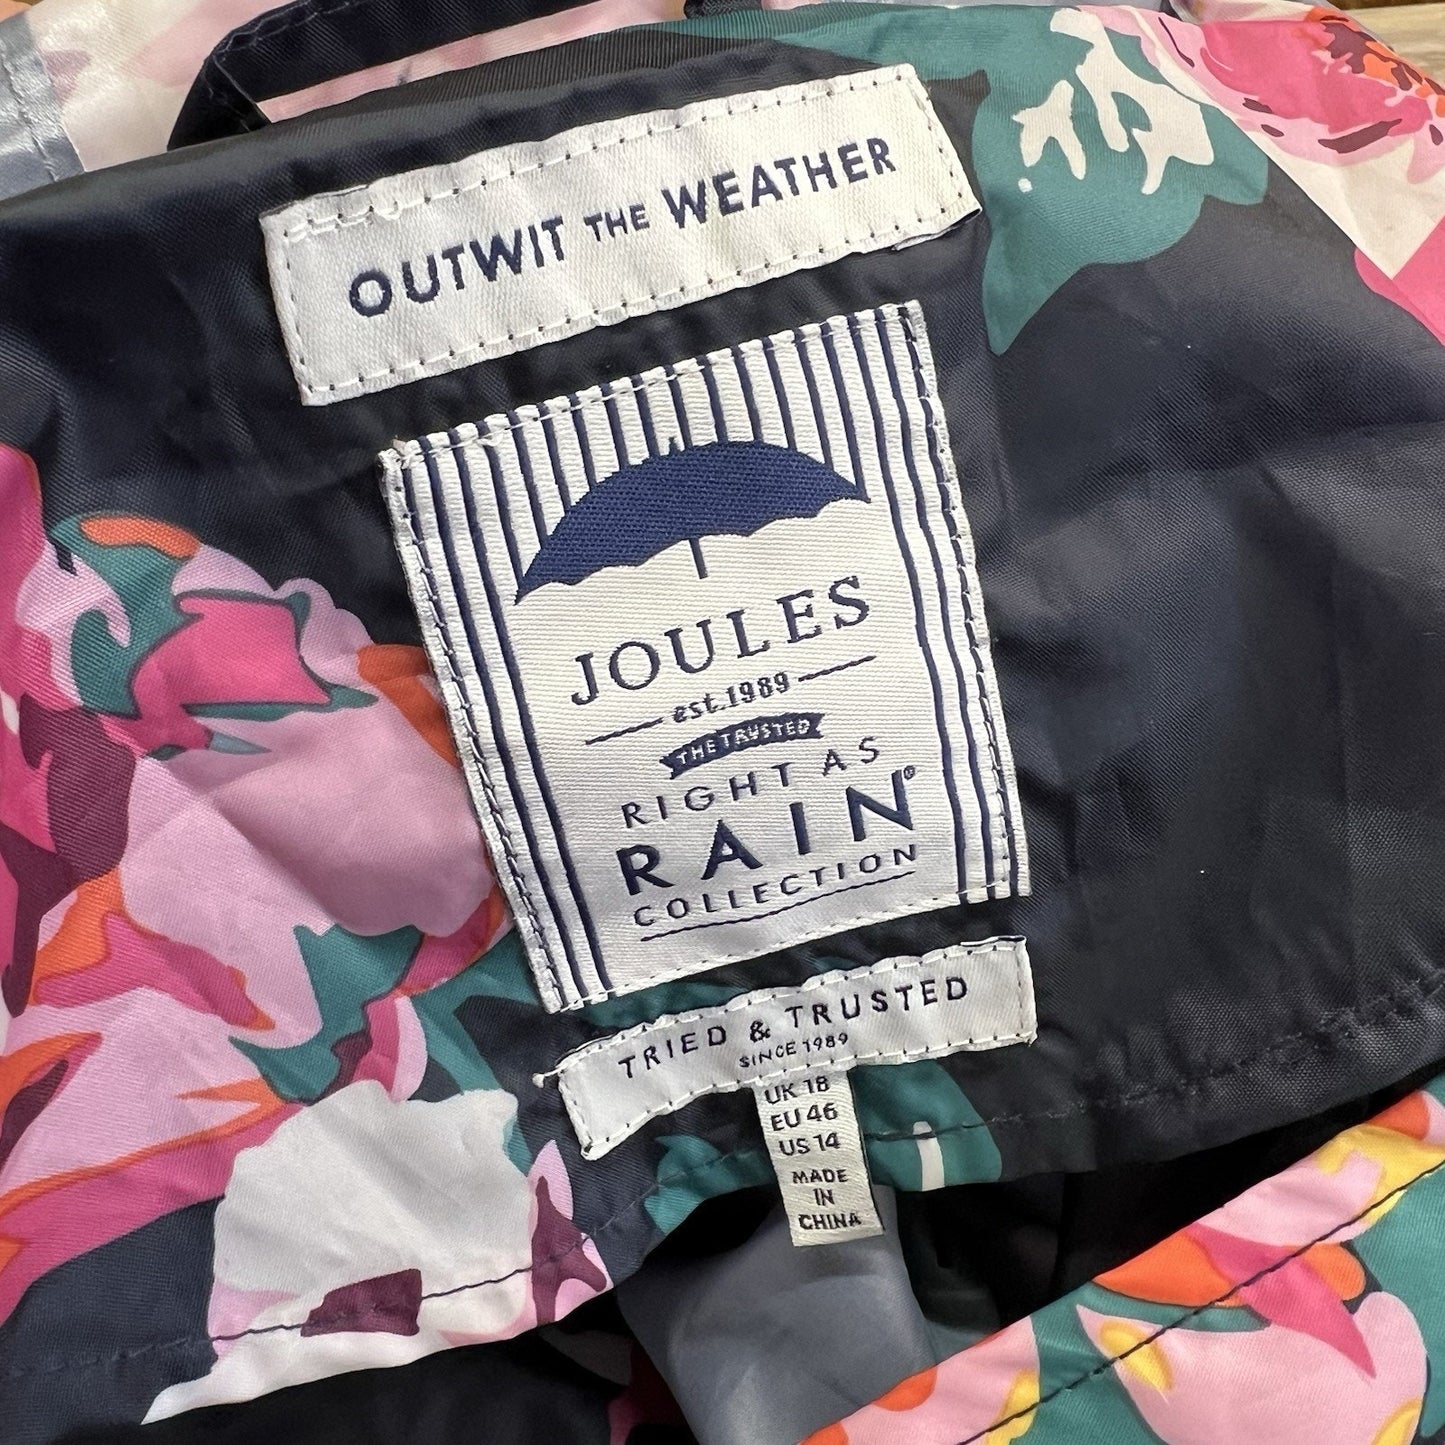 OUTWIT THE WEATHER
JOULES
est.1989
THE TRUSTED
RIGHT AS
RAIN®
COLLECTION
TRIED & TRUSTED
SINCE 1989
UK 18
EU 46
US 14
MADE
IN
CHINA